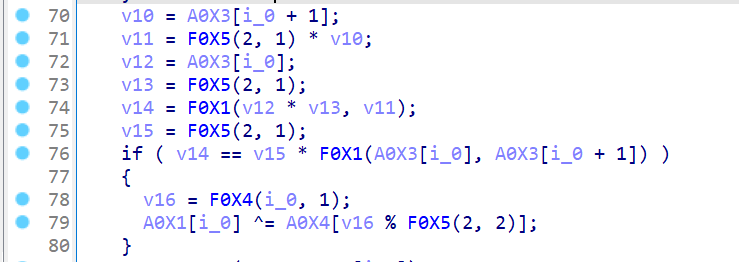 70 v10 = A0X3[i_0 + 1];
71 v11 = F0X5(2, 1) * v10;
72 v12 = A0X3[i_0];
73 v13 = F0X5(2, 1);
74 v14 = F0X1(v12 * v13, v11);
75 v15 = F0X5(2, 1);
76 if ( v14 == v15 * F0X1(A0X3[i_0], A0X3[i_0 + 1]) )
77 {
78 v16 = F0X4(i_0, 1);
79 A0X1[i_0] ^= A0X4[v16 % F0X5(2, 2)];
80 }